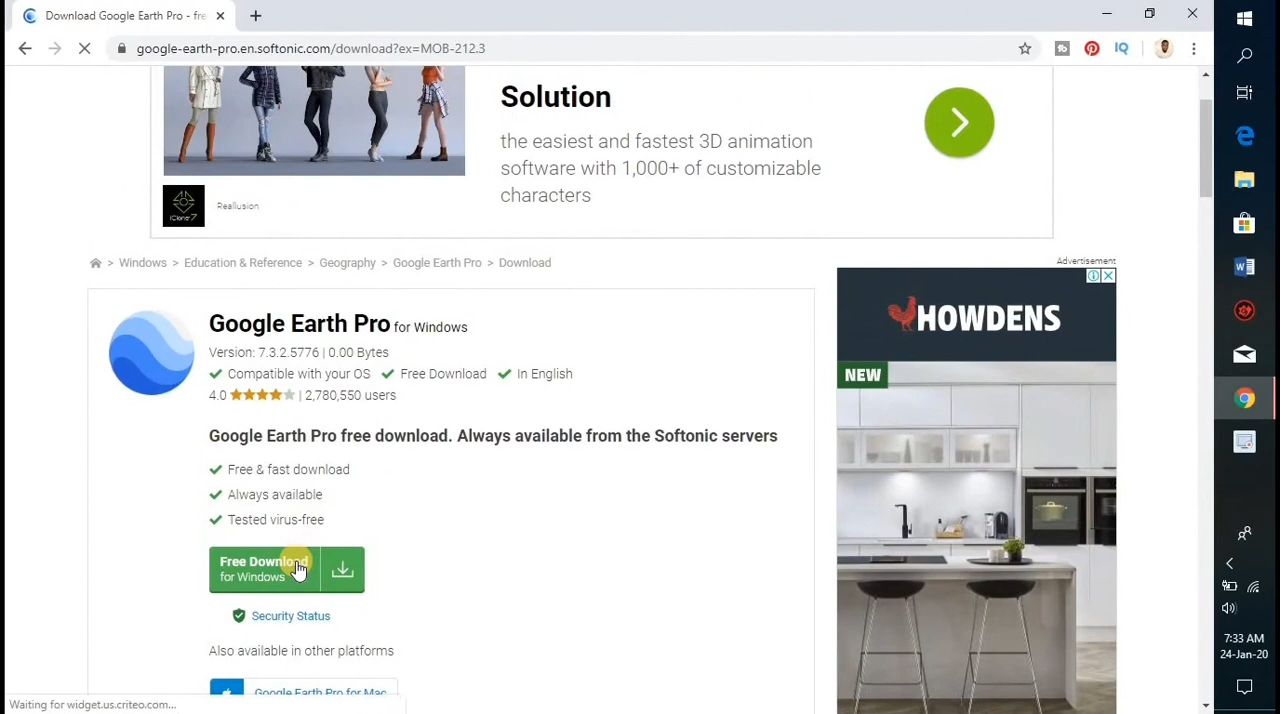 Download Google Earth Pro - fre
google-earth-pro.en.softonic.com/download?ex=MOB-212.3
Solution
the easiest and fastest 3D animation
software with 1,000+ of customizable
characters
iClone7
Reallusion
> Windows > Education & Reference > Geography > Google Earth Pro > Download
Advertisement
Google Earth Pro for Windows
Version: 7.3.2.5776 | 0.00 Bytes
Compatible with your OS Free Download In English
4.0 | 2,780,550 users
Google Earth Pro free download. Always available from the Softonic servers
Free & fast download
Always available
Tested virus-free
Free Download
for Windows
Security Status
Also available in other platforms
Google Earth Pro for Mac
HOWDENS
NEW
Waiting for widget.us.criteo.com...
7:33 AM
24-Jan-20